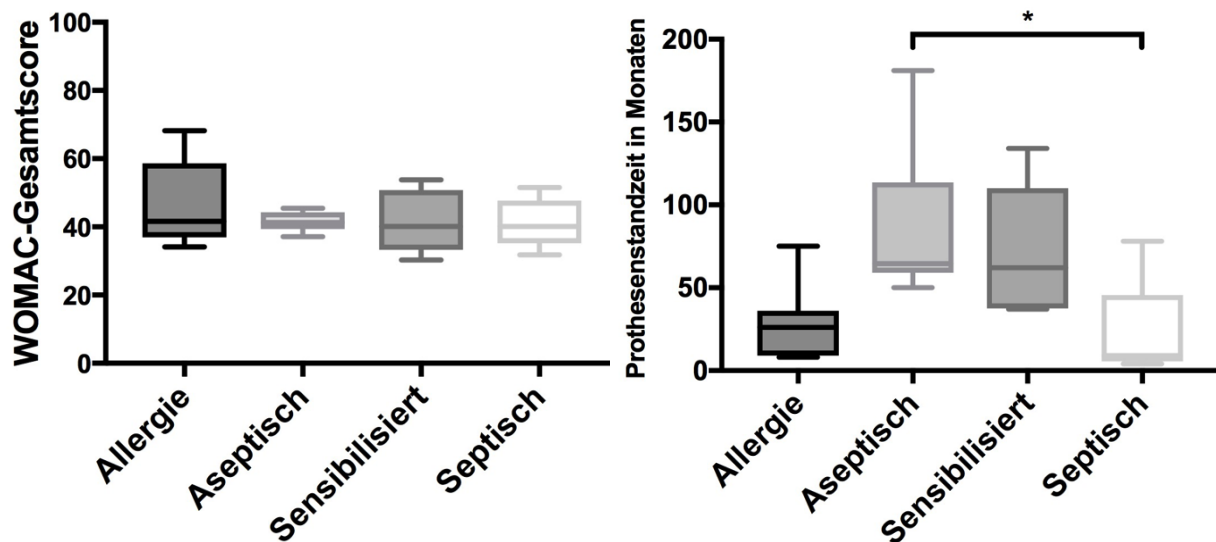 WOMAC-Gesamtscore
100
80
60
40
20
0
Allergie
Aseptisch
Sensibilisiert
Septisch
Prothesenstandzeit in Monaten
200
150
100
50
0
*
Allergie
Aseptisch
Sensibilisiert
Septisch